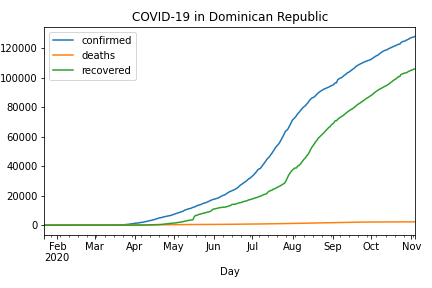 COVID-19 in Dominican Republic
confirmed
deaths
recovered
120000
100000
80000
60000
40000
20000
0
Feb Mar Apr May Jun Jul Aug Sep Oct Nov
2020
Day